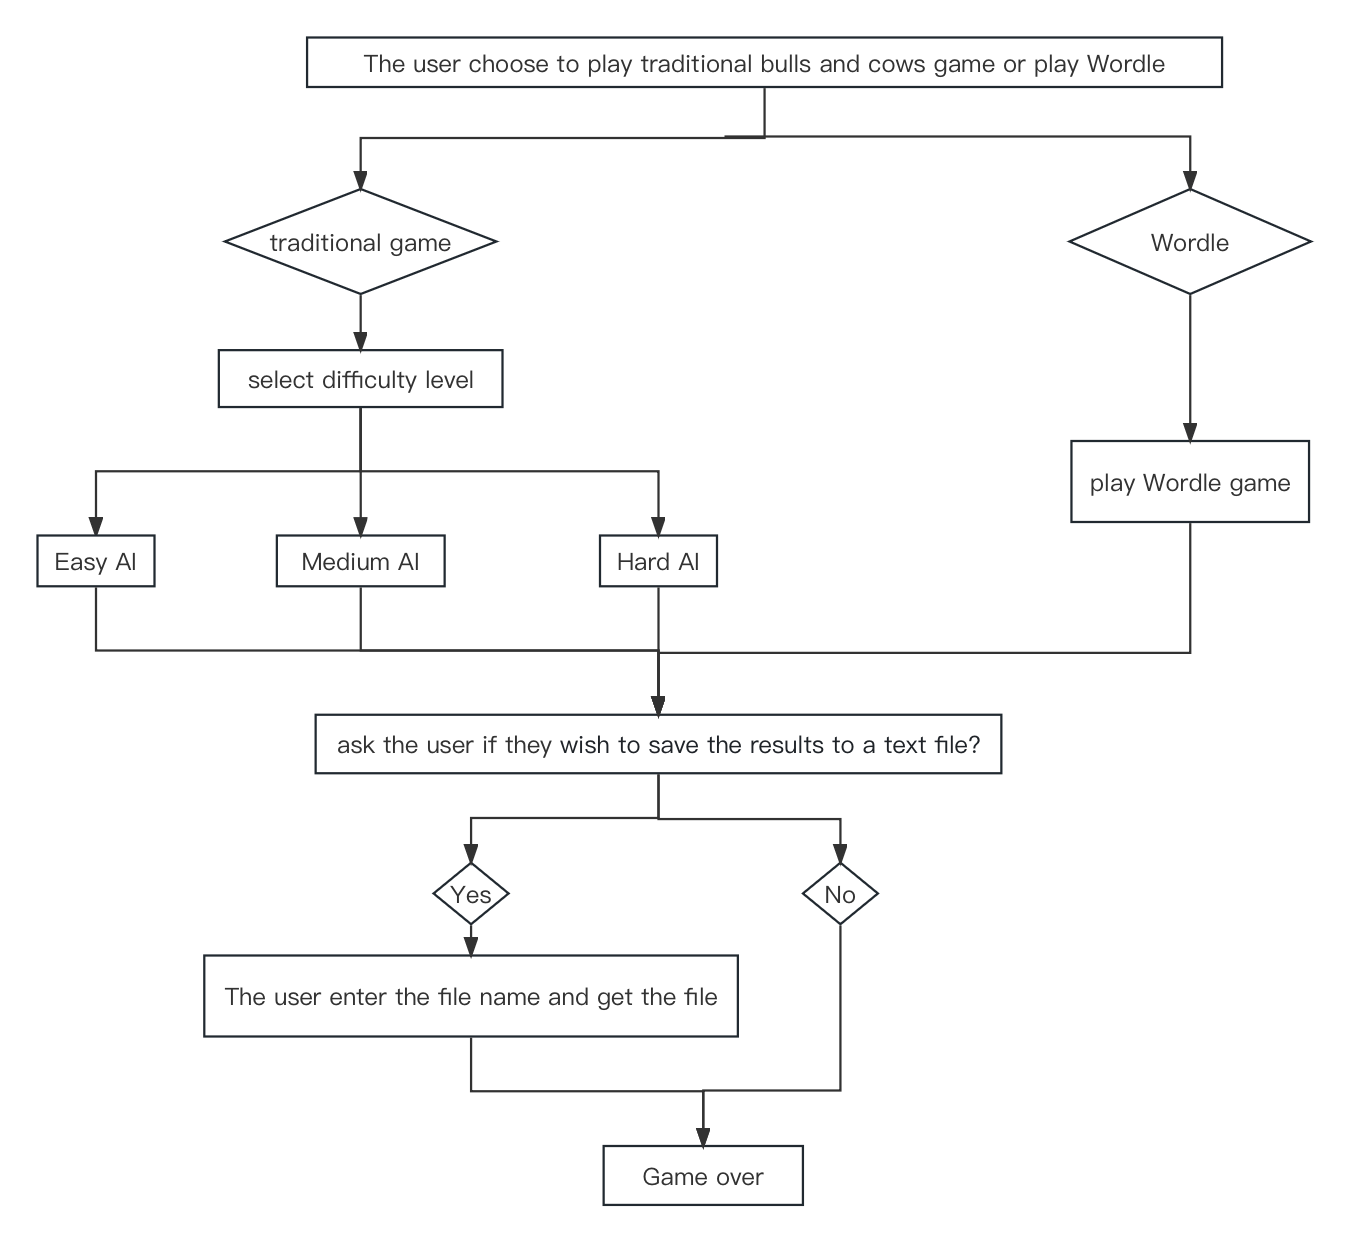 The user choose to play traditional bulls and cows game or play Wordle
traditional game
Wordle
select difficulty level
play Wordle game
Easy AI
Medium AI
Hard AI
ask the user if they wish to save the results to a text file?
Yes
No
The user enter the file name and get the file
Game over